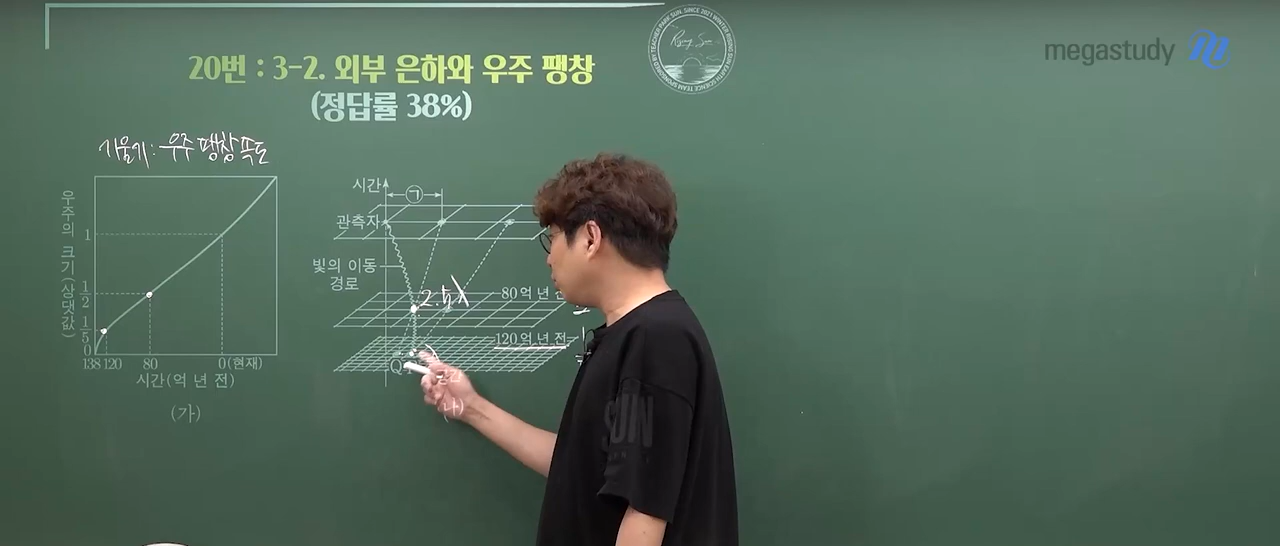 megastudy
Rising Sun
20번 : 3-2. 외부 은하와 우주 팽창
(정답률 38%)
기울기 : 우주 팽창 속도
우주의 크기(상댓값)
1
1/2
1/5
0
138 120 80 0(현재)
시간(억 년 전)
(가)
시간
㉠
관측자
빛의 이동
경로
2.5λ
80억 년 전
120억 년 전
Q
공간
(나)
SUN